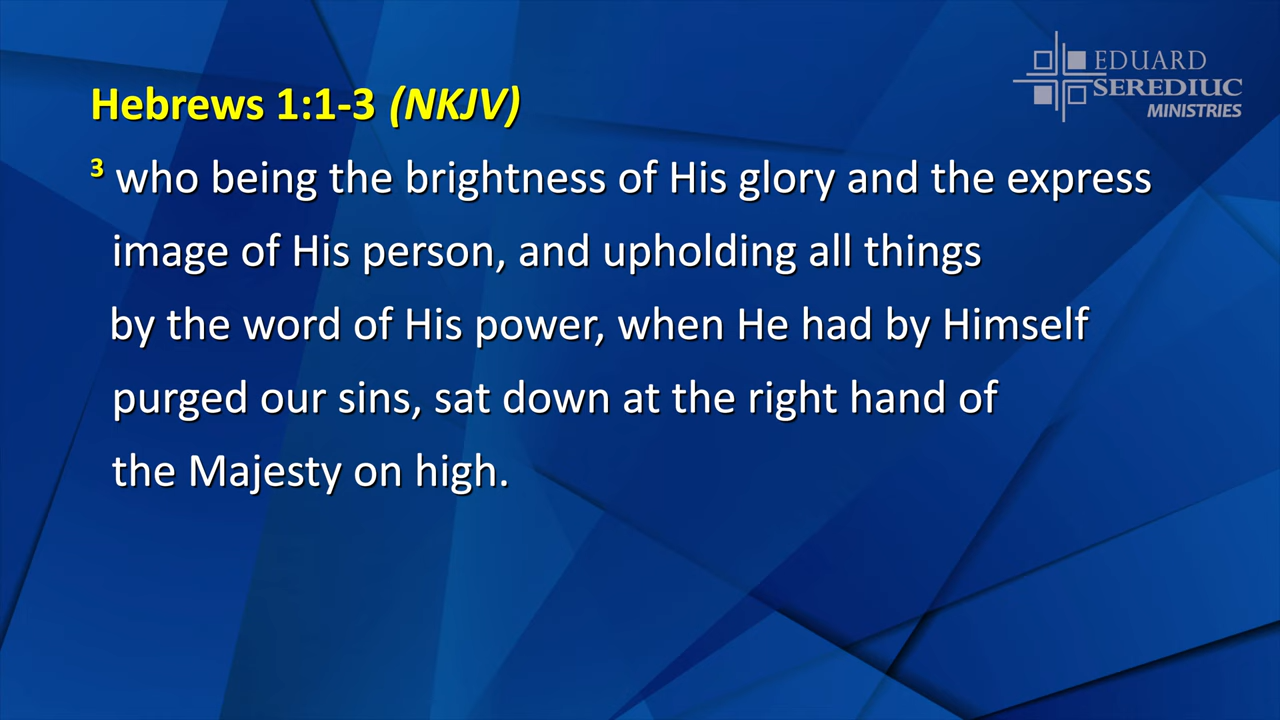 EDUARD
SEREDIUC
MINISTRIES
Hebrews 1:1-3 (NKJV)
3 who being the brightness of His glory and the express
image of His person, and upholding all things
by the word of His power, when He had by Himself
purged our sins, sat down at the right hand of
the Majesty on high.